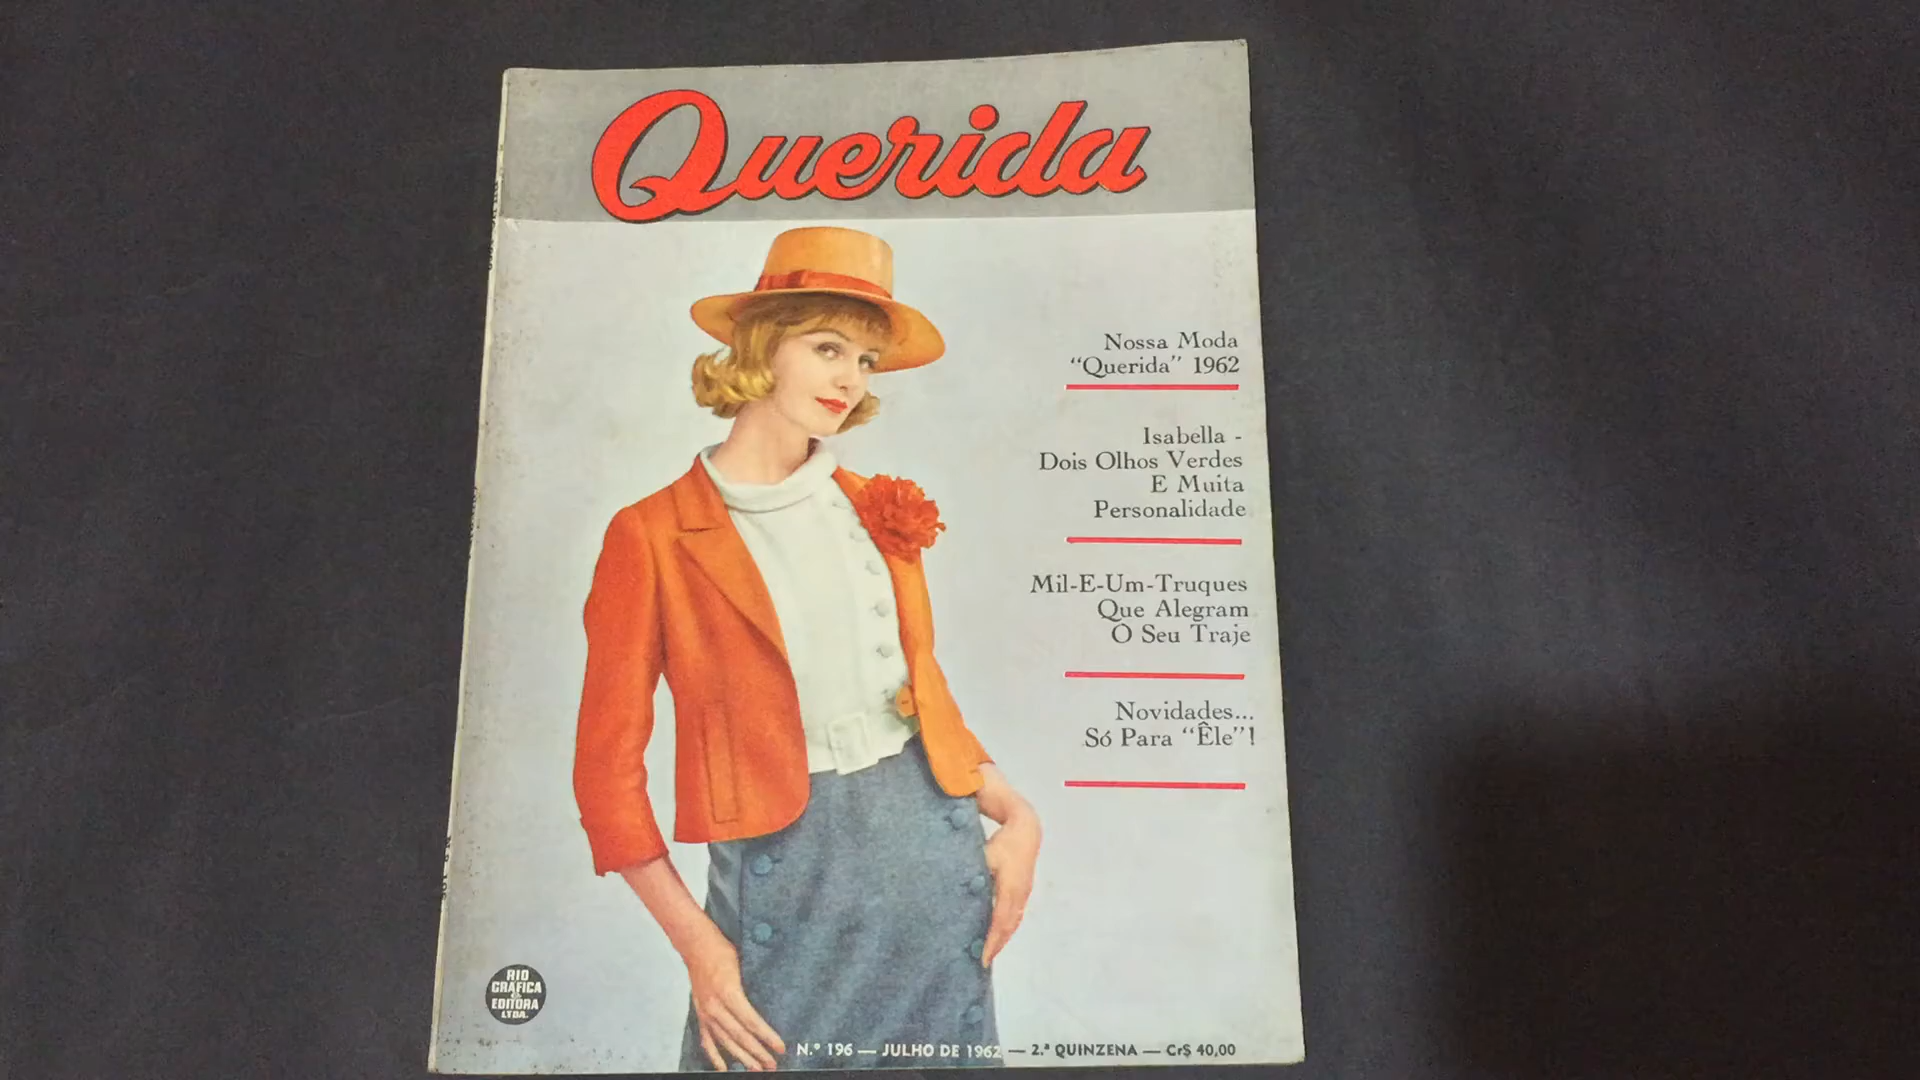 Querida
Nossa Moda
“Querida” 1962
Isabella -
Dois Olhos Verdes
E Muita
Personalidade
Mil-E-Um-Truques
Que Alegram
O Seu Traje
Novidades...
Só Para “Êle”!
RIO
GRÁFICA
E
EDITORA
LTDA.
N.º 196 — JULHO DE 1962 — 2.ª QUINZENA — Cr$ 40,00